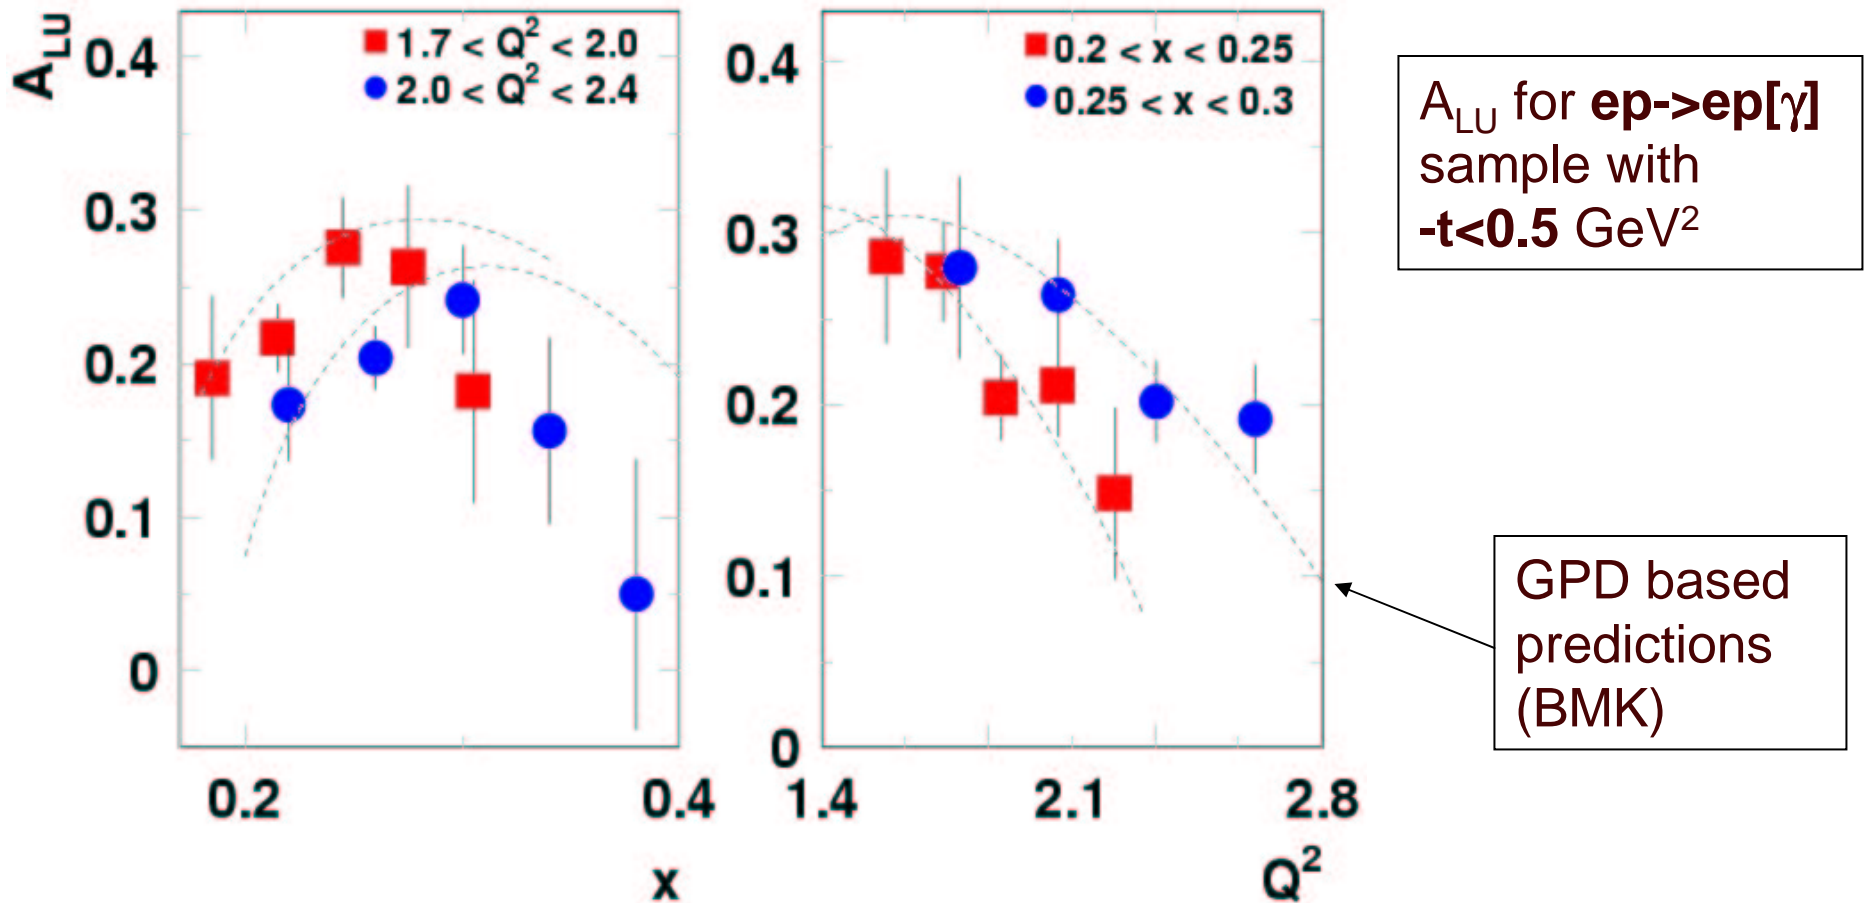 A_LU
1.7 < Q² < 2.0
2.0 < Q² < 2.4
0.4
0.3
0.2
0.1
0
0.2
0.4
x
0.2 < x < 0.25
0.25 < x < 0.3
0.4
0.3
0.2
0.1
0
1.4
2.1
2.8
Q²
A_LU for ep->ep[γ]
sample with
-t<0.5 GeV²
GPD based
predictions
(BMK)